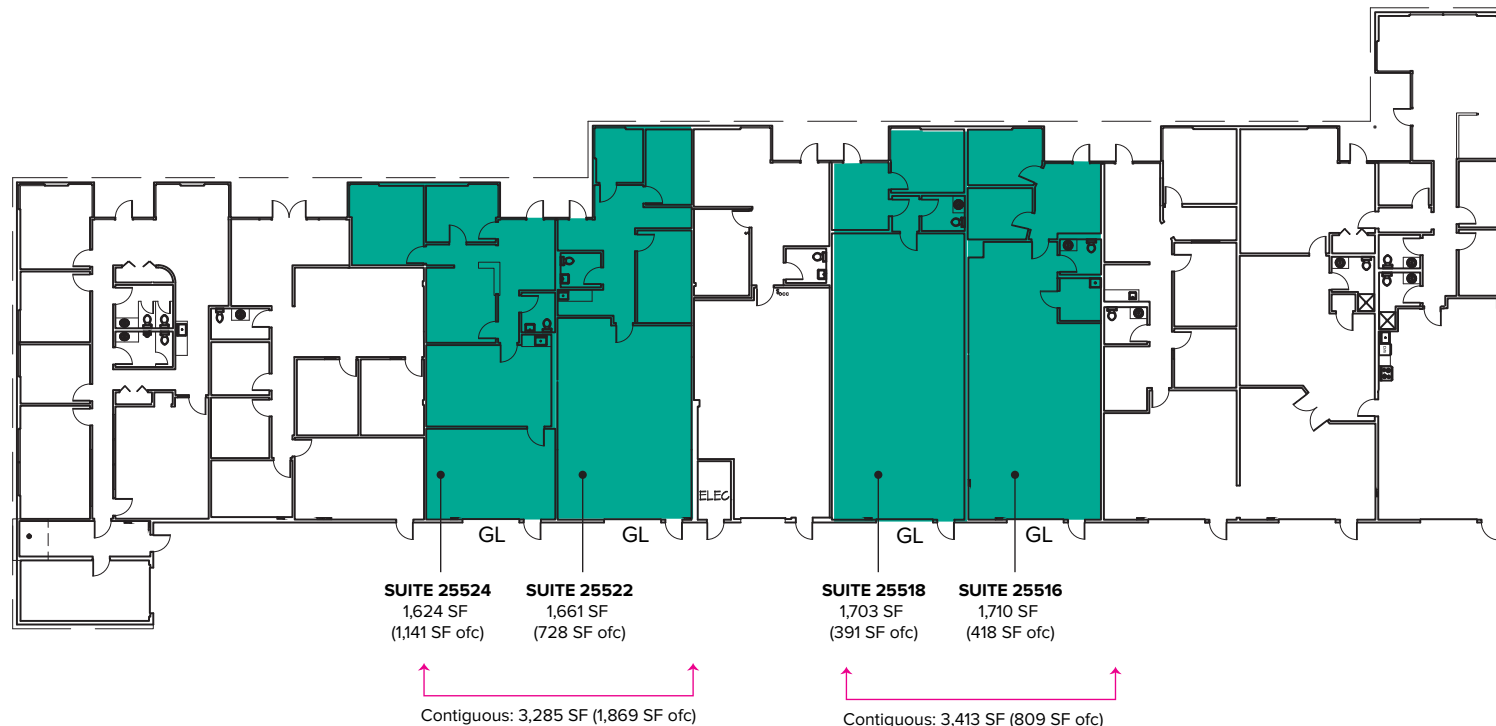 ELEC
GL
GL
GL
GL
SUITE 25524
1,624 SF
(1,141 SF ofc)
SUITE 25522
1,661 SF
(728 SF ofc)
SUITE 25518
1,703 SF
(391 SF ofc)
SUITE 25516
1,710 SF
(418 SF ofc)
Contiguous: 3,285 SF (1,869 SF ofc)
Contiguous: 3,413 SF (809 SF ofc)